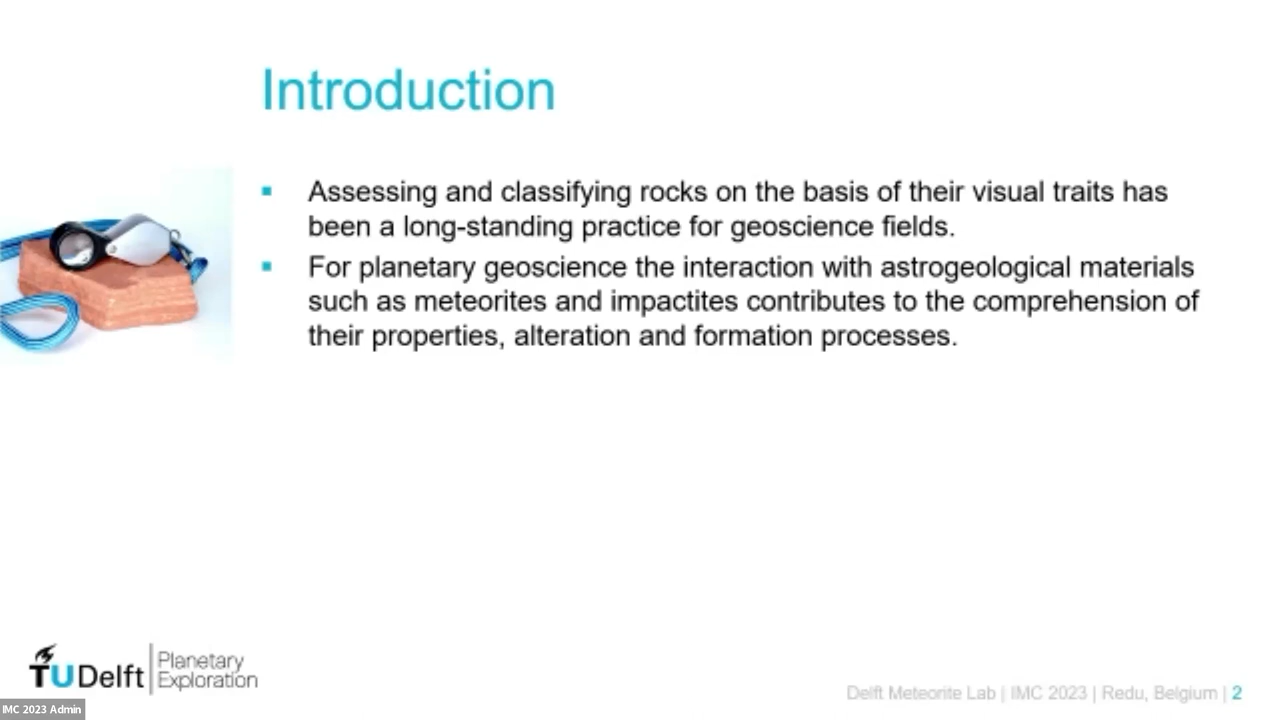 Introduction
Assessing and classifying rocks on the basis of their visual traits has
been a long-standing practice for geoscience fields.
For planetary geoscience the interaction with astrogeological materials
such as meteorites and impactites contributes to the comprehension of
their properties, alteration and formation processes.
TUDelft
Planetary
Exploration
IMC 2023 Admin
Delft Meteorite Lab | IMC 2023 | Redu, Belgium | 2